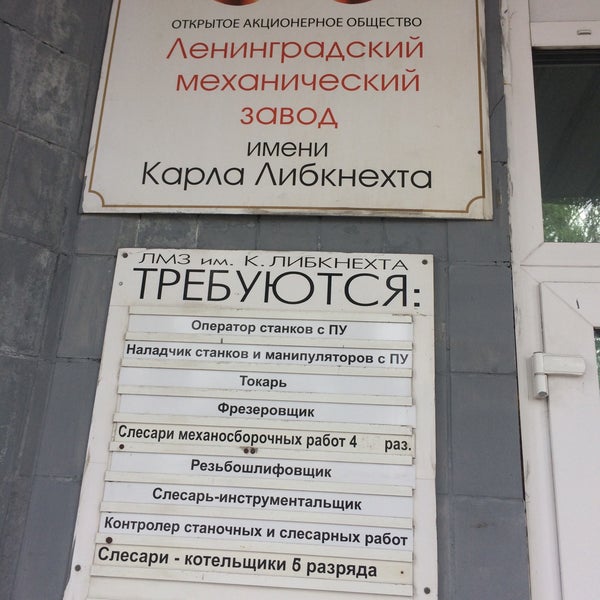 ОТКРЫТОЕ АКЦИОНЕРНОЕ ОБЩЕСТВО
Ленинградский
механический
завод
имени
Карла Либкнехта
ЛМЗ им. К. ЛИБКНЕХТА
ТРЕБУЮТСЯ:
Оператор станков с ПУ
Наладчик станков и манипуляторов с ПУ
Токарь
Фрезеровщик
Слесари механосборочных работ 4 раз.
Резьбошлифовщик
Слесарь-инструментальщик
Контролер станочных и слесарных работ
Слесари - котельщики 5 разряда